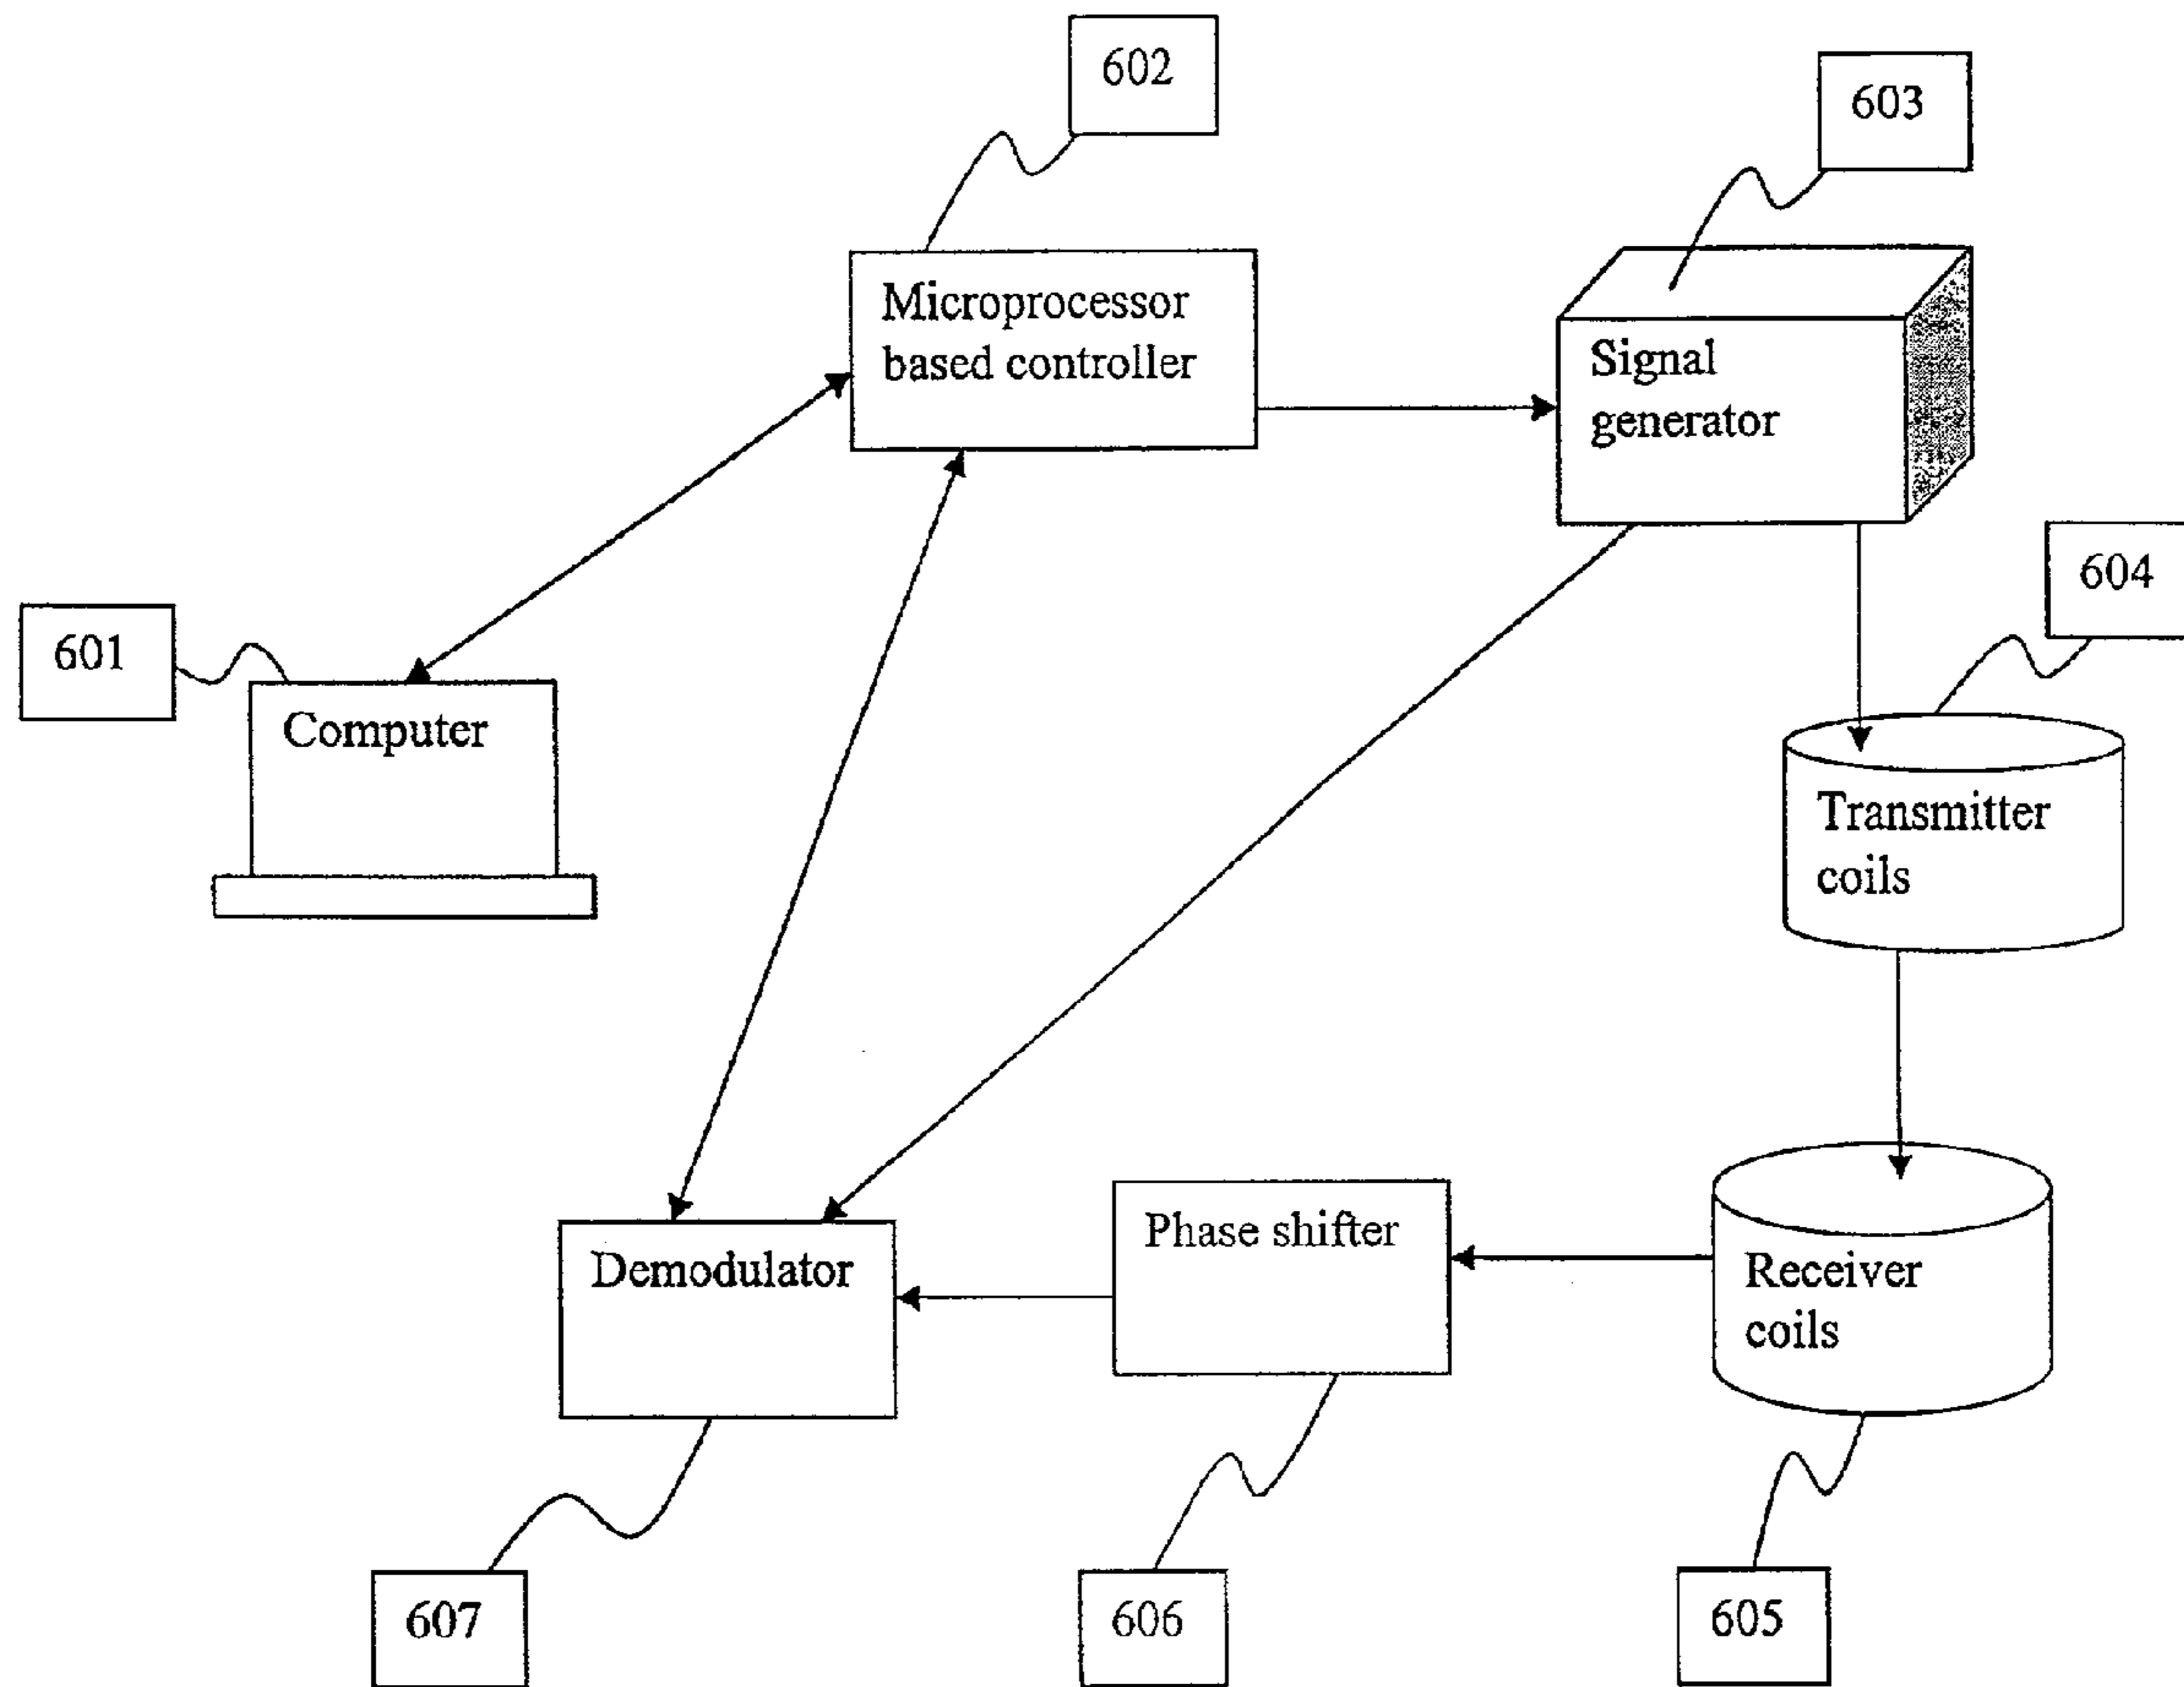 602
603
Microprocessor
based controller
Signal
generator
604
601
Computer
Transmitter
coils
Phase shifter
Demodulator
Receiver
coils
607
606
605